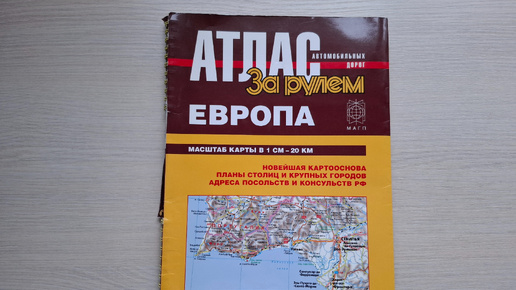 АТЛАС
АВТОМОБИЛЬНЫХ
ДОРОГ
За рулем
ЕВРОПА
МАГП
МАСШТАБ КАРТЫ В 1 СМ – 20 КМ
НОВЕЙШАЯ КАРТООСНОВА
ПЛАНЫ СТОЛИЦ И КРУПНЫХ ГОРОДОВ
АДРЕСА ПОСОЛЬСТВ И КОНСУЛЬСТВ РФ